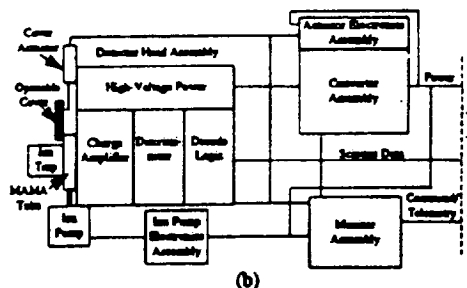 Cover
Actuator
Detector Head Assembly
Actuator Electronics
Assembly
High-Voltage Power
Converter
Assembly
Power
Openable
Cover
Charge
Amplifier
Decode
Logic
Ion
Trap
Science Data
MAMA
Tube
Command/
Telemetry
Ion
Pump
Ion Pump
Electronics
Assembly
Monitor
Assembly
(b)